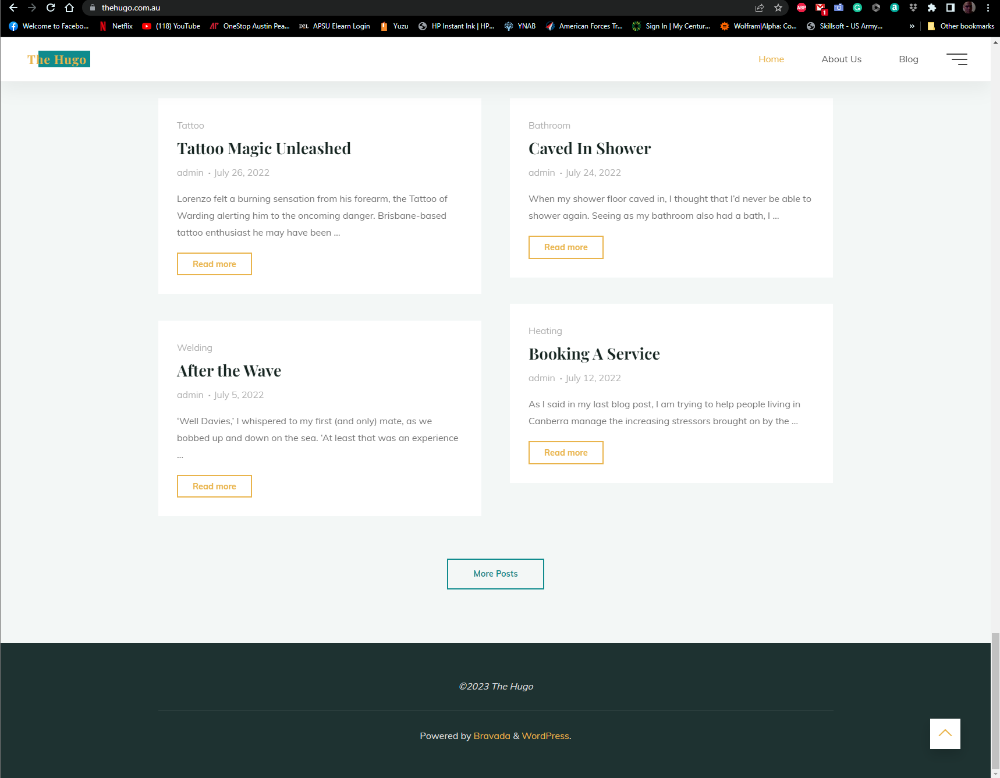 thehugo.com.au
ABP
1
Welcome to Facebo...
Netflix
(118) YouTube
OneStop Austin Pea...
D2L
APSU Elearn Login
Yuzu
HP Instant Ink | HP...
YNAB
American Forces Tr...
Sign In | My Centur...
Wolfram|Alpha: Co...
Skillsoft - US Army...
»
Other bookmarks
The Hugo
Home
About Us
Blog
Tattoo
Tattoo Magic Unleashed
admin • July 26, 2022
Lorenzo felt a burning sensation from his forearm, the Tattoo of
Warding alerting him to the oncoming danger. Brisbane-based
tattoo enthusiast he may have been ...
Read more
Bathroom
Caved In Shower
admin • July 24, 2022
When my shower floor caved in, I thought that I’d never be able to
shower again. Seeing as my bathroom also had a bath, I ...
Read more
Welding
After the Wave
admin • July 5, 2022
‘Well Davies,’ I whispered to my first (and only) mate, as we
bobbed up and down on the sea. ‘At least that was an experience
...
Read more
Heating
Booking A Service
admin • July 12, 2022
As I said in my last blog post, I am trying to help people living in
Canberra manage the increasing stressors brought on by the ...
Read more
More Posts
©2023 The Hugo
Powered by Bravada & WordPress.